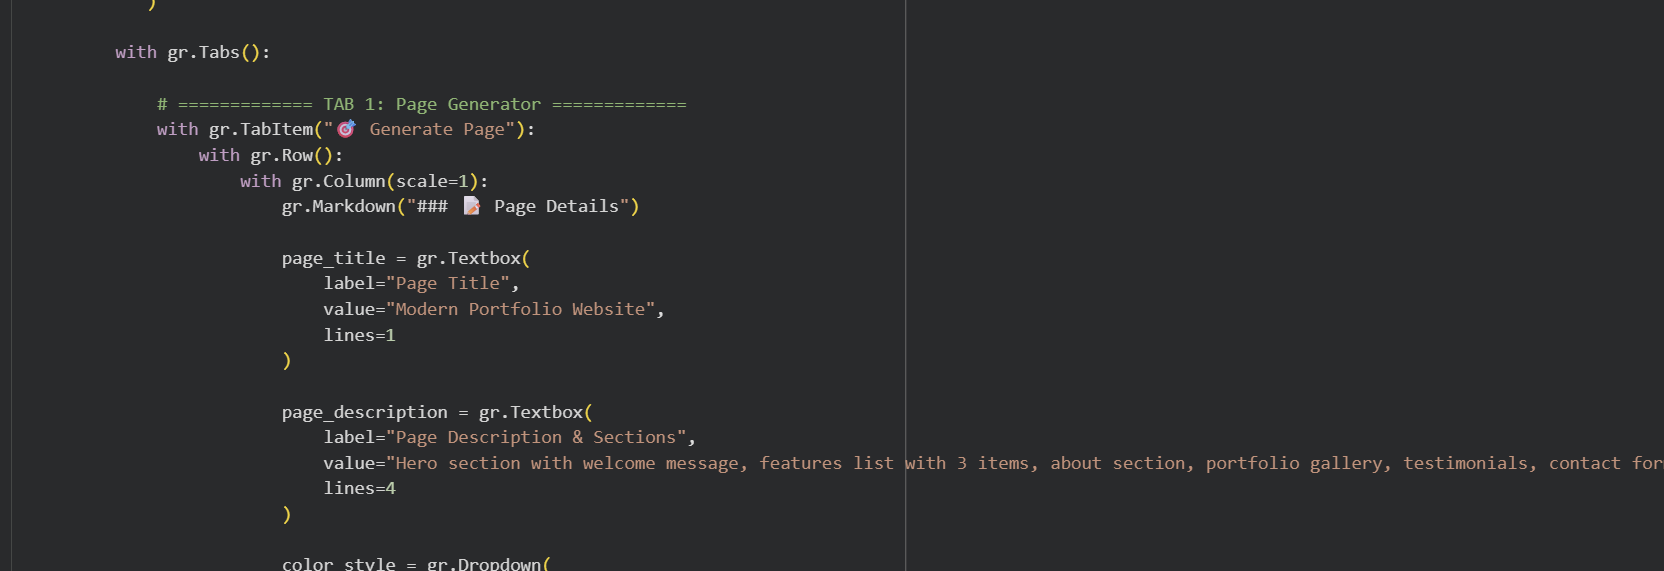 )
with gr.Tabs():
# ============= TAB 1: Page Generator =============
with gr.TabItem("🎯 Generate Page"):
with gr.Row():
with gr.Column(scale=1):
gr.Markdown("### 📝 Page Details")
page_title = gr.Textbox(
label="Page Title",
value="Modern Portfolio Website",
lines=1
)
page_description = gr.Textbox(
label="Page Description & Sections",
value="Hero section with welcome message, features list with 3 items, about section, portfolio gallery, testimonials, contact for
lines=4
)
color_style = gr.Dropdown(